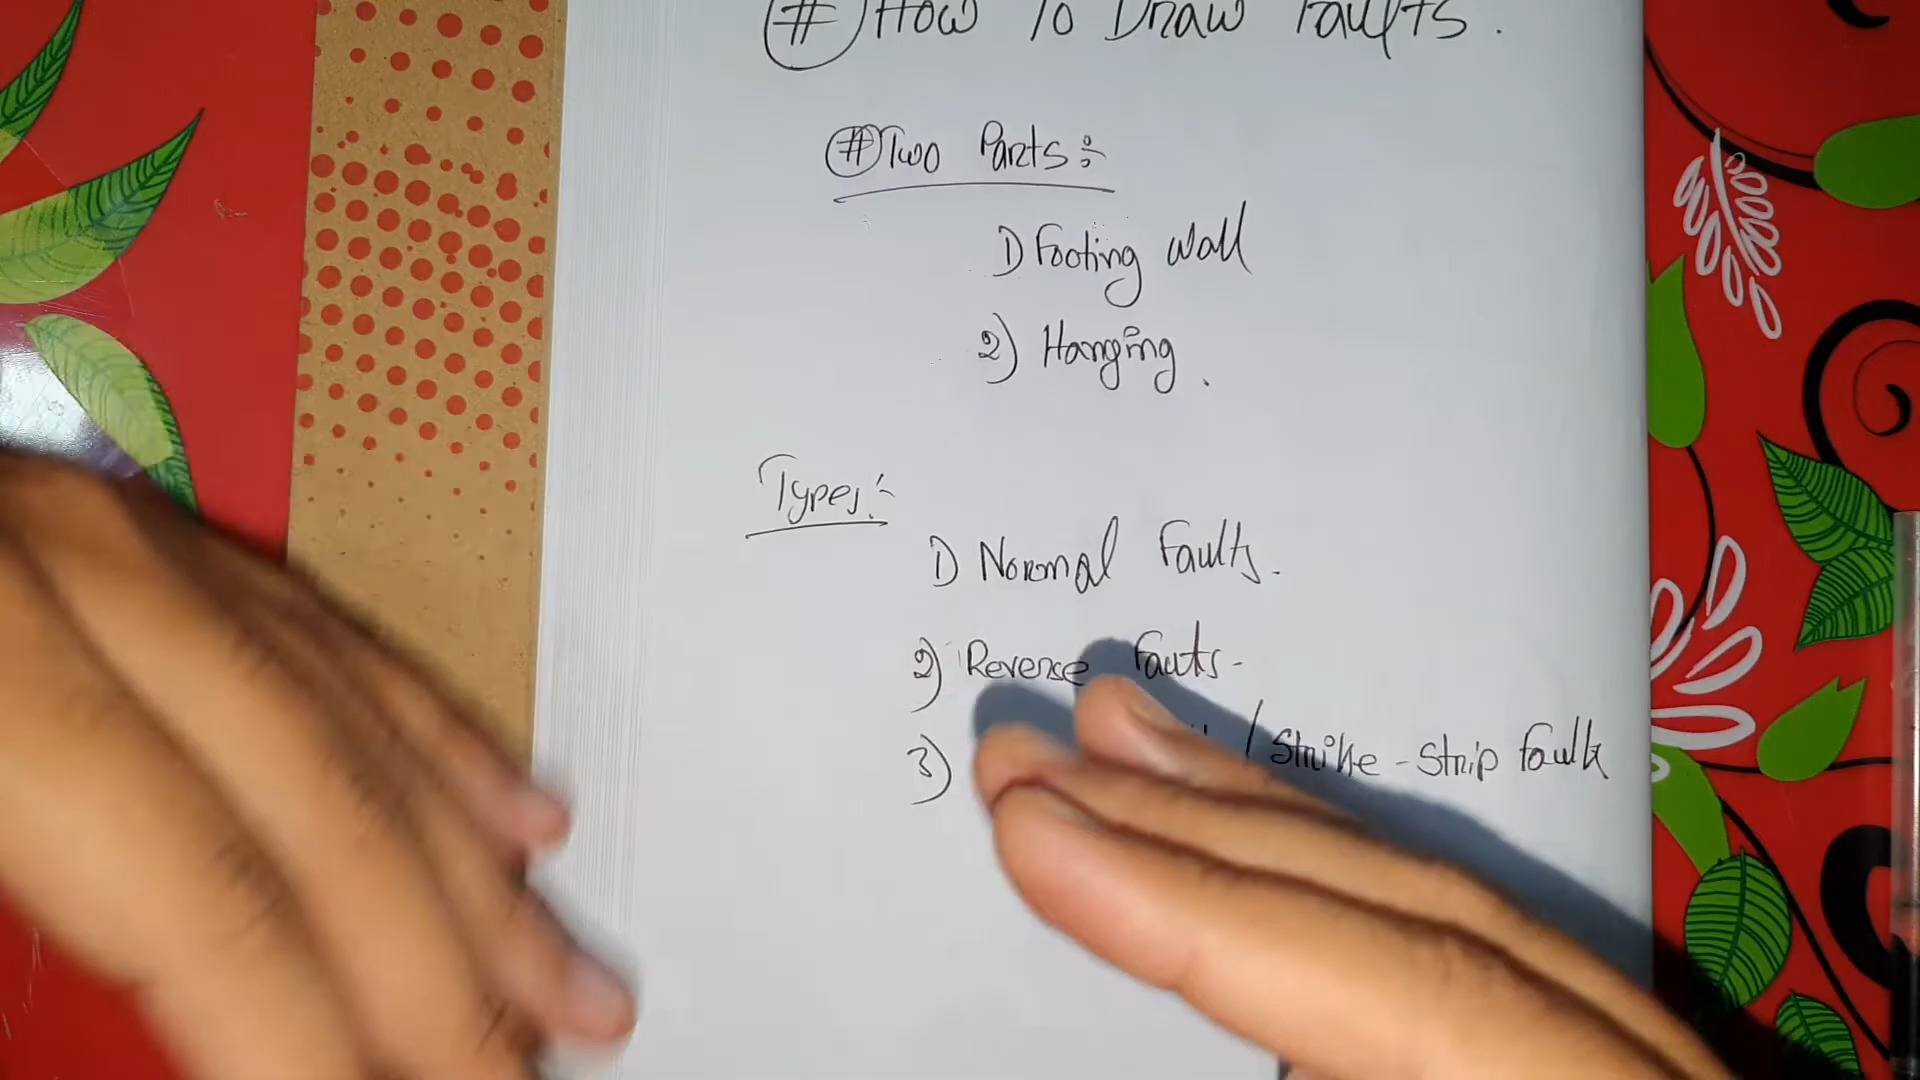 # How To Draw Faults.
# Two Parts:
1) Footing Wall
2) Hanging.
Types:-
1) Normal Faults.
2) Reverse Fauts-
3) / Strike-Strip Faults